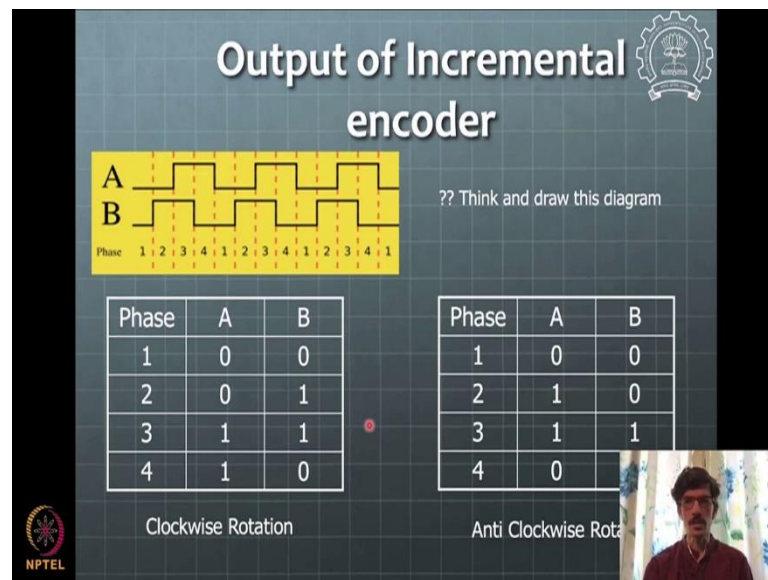 Output of Incremental
encoder
A
B
Phase 1 2 3 4 1 2 3 4 1 2 3 4 1
?? Think and draw this diagram
Phase A B
1 0 0
2 0 1
3 1 1
4 1 0
Clockwise Rotation
Phase A B
1 0 0
2 1 0
3 1 1
4 0
Anti Clockwise
NPTEL